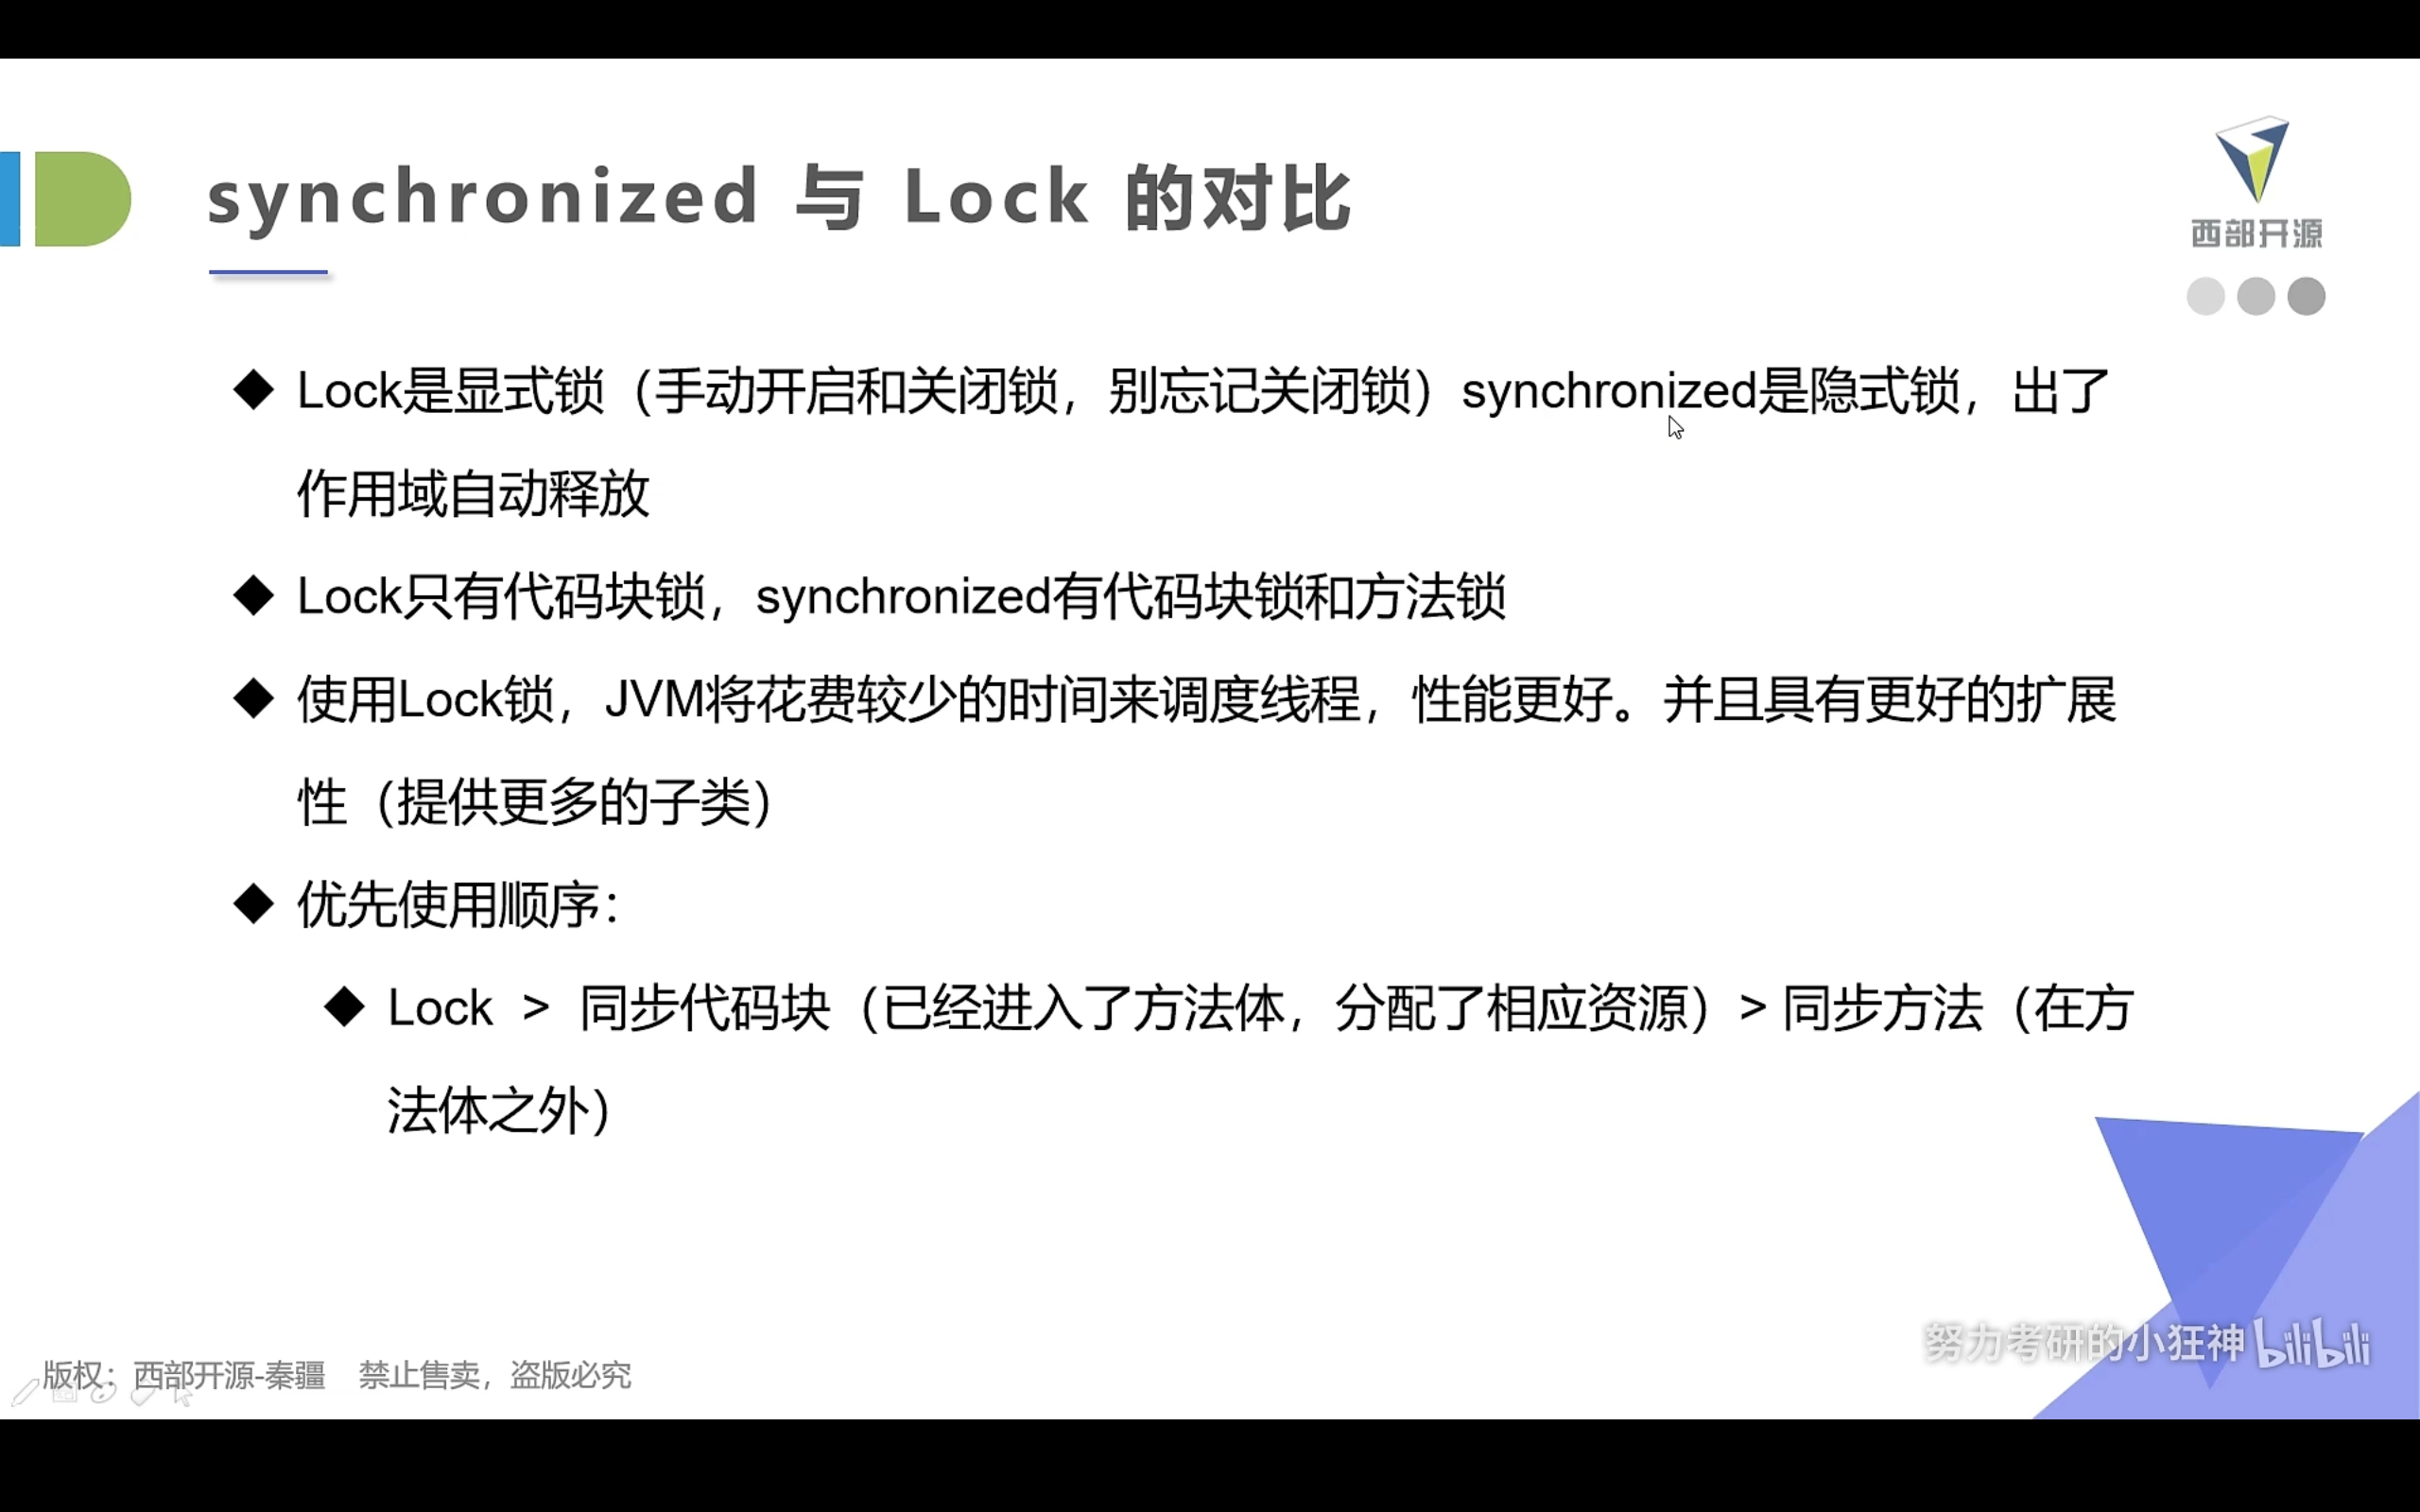 synchronized 与 Lock 的对比
西部开源
◆ Lock是显式锁（手动开启和关闭锁，别忘记关闭锁）synchronized是隐式锁，出了
作用域自动释放
◆ Lock只有代码块锁，synchronized有代码块锁和方法锁
◆ 使用Lock锁，JVM将花费较少的时间来调度线程，性能更好。并且具有更好的扩展
性（提供更多的子类）
◆ 优先使用顺序：
◆ Lock > 同步代码块（已经进入了方法体，分配了相应资源）> 同步方法（在方
法体之外）
努力考研的小狂神 bilibili
版权：西部开源-秦疆 禁止售卖，盗版必究